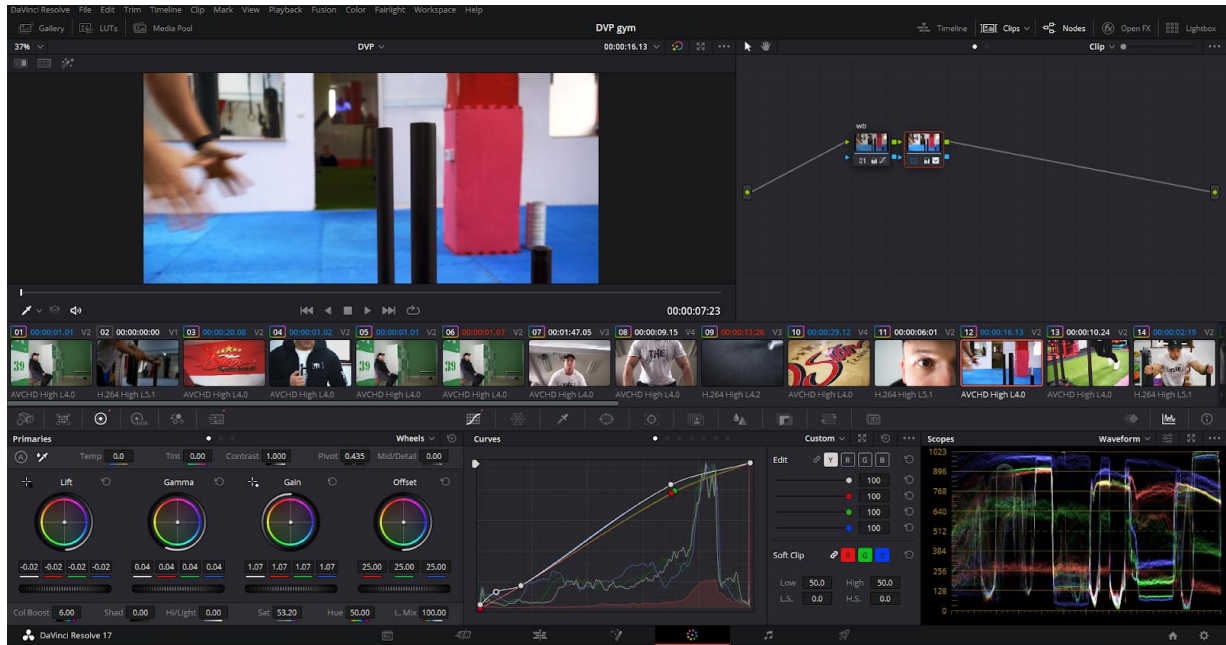 DaVinci Resolve File Edit Trim Timeline Clip Mark View Playback Fusion Color Fairlight Workspace Help
Gallery LUTs Media Pool DVP gym Timeline Clips Nodes Open FX Lightbox
37% DVP 00:00:16.13 Clip
wb
01 02
00:00:07:23
01 00:00:01.01 V2 02 00:00:00:00 V1 03 00:00:20.08 V2 04 00:00:01.02 V2 05 00:00:01.01 V2 06 00:00:01.07 V2 07 00:01:47.05 V3 08 00:00:09.15 V4 09 00:00:13:26 V3 10 00:00:29.12 V4 11 00:00:06:01 V2 12 00:00:16.13 V2 13 00:00:10.24 V2 14 00:00:02:19 V2
39 39 39 THE
AVCHD High L4.0 H.264 High L5.1 AVCHD High L4.0 AVCHD High L4.0 AVCHD High L4.0 AVCHD High L4.0 AVCHD High L4.0 AVCHD High L4.0 H.264 High L4.2 AVCHD High L4.0 H.264 High L5.1 AVCHD High L4.0 AVCHD High L4.0 H.264 High L5.1
Primaries Wheels Curves Custom Scopes Waveform
A Temp 0.0 Tint 0.00 Contrast 1.000 Pivot 0.435 Mid/Detail 0.00 Edit Y R G B 1023
Lift Gamma Gain Offset 896
100 768
100 640
100 512
100
Soft Clip R G B 384
-0.02 -0.02 -0.02 -0.02 0.04 0.04 0.04 0.04 1.07 1.07 1.07 1.07 25.00 25.00 25.00 256
Low 50.0 High 50.0
L.S. 0.0 H.S. 0.0 128
Col Boost 6.00 Shad 0.00 Hi/Light 0.00 Sat 53.20 Hue 50.00 L. Mix 100.00 0
DaVinci Resolve 17